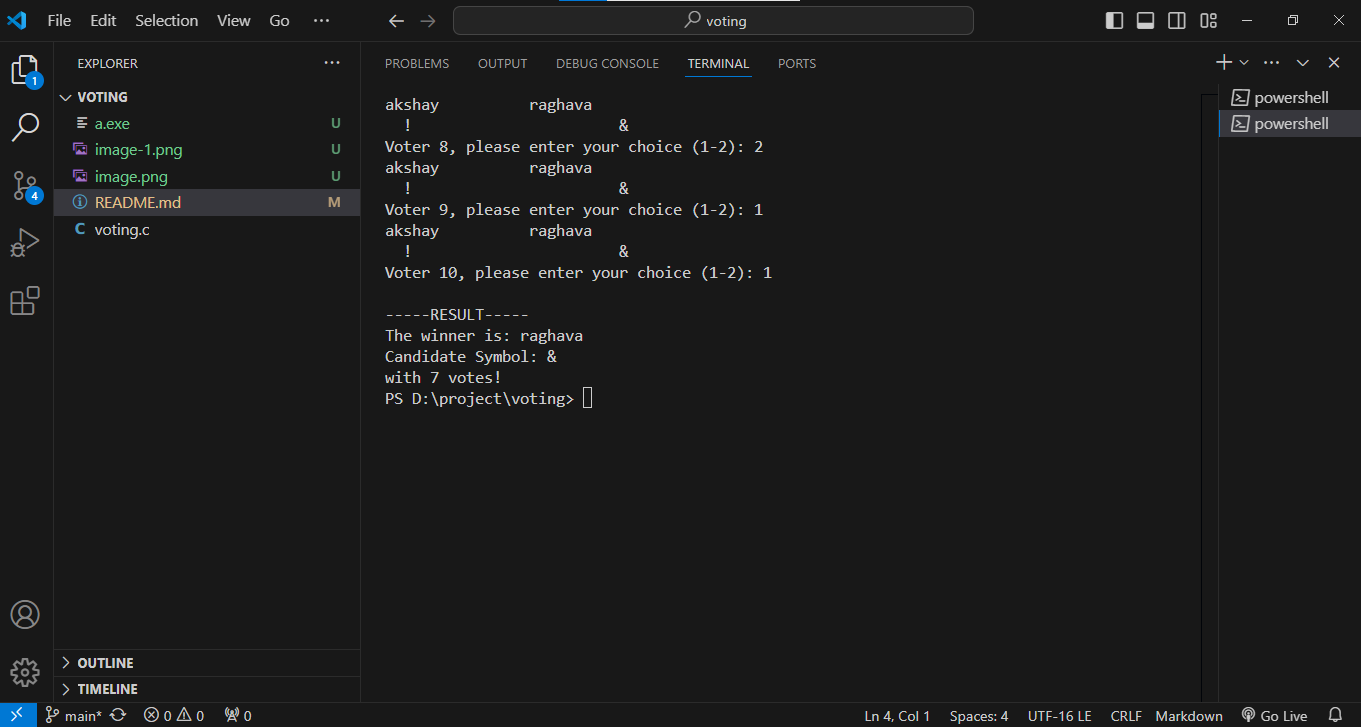 File Edit Selection View Go ··· voting
EXPLORER ···
VOTING
a.exe U
image-1.png U
image.png U
README.md M
C voting.c
OUTLINE
TIMELINE
1
4
PROBLEMS OUTPUT DEBUG CONSOLE TERMINAL PORTS
akshay raghava
! &
Voter 8, please enter your choice (1-2): 2
akshay raghava
! &
Voter 9, please enter your choice (1-2): 1
akshay raghava
! &
Voter 10, please enter your choice (1-2): 1
-----RESULT-----
The winner is: raghava
Candidate Symbol: &
with 7 votes!
PS D:\project\voting>
powershell
powershell
main* 0 0 0 Ln 4, Col 1 Spaces: 4 UTF-16 LE CRLF Markdown Go Live